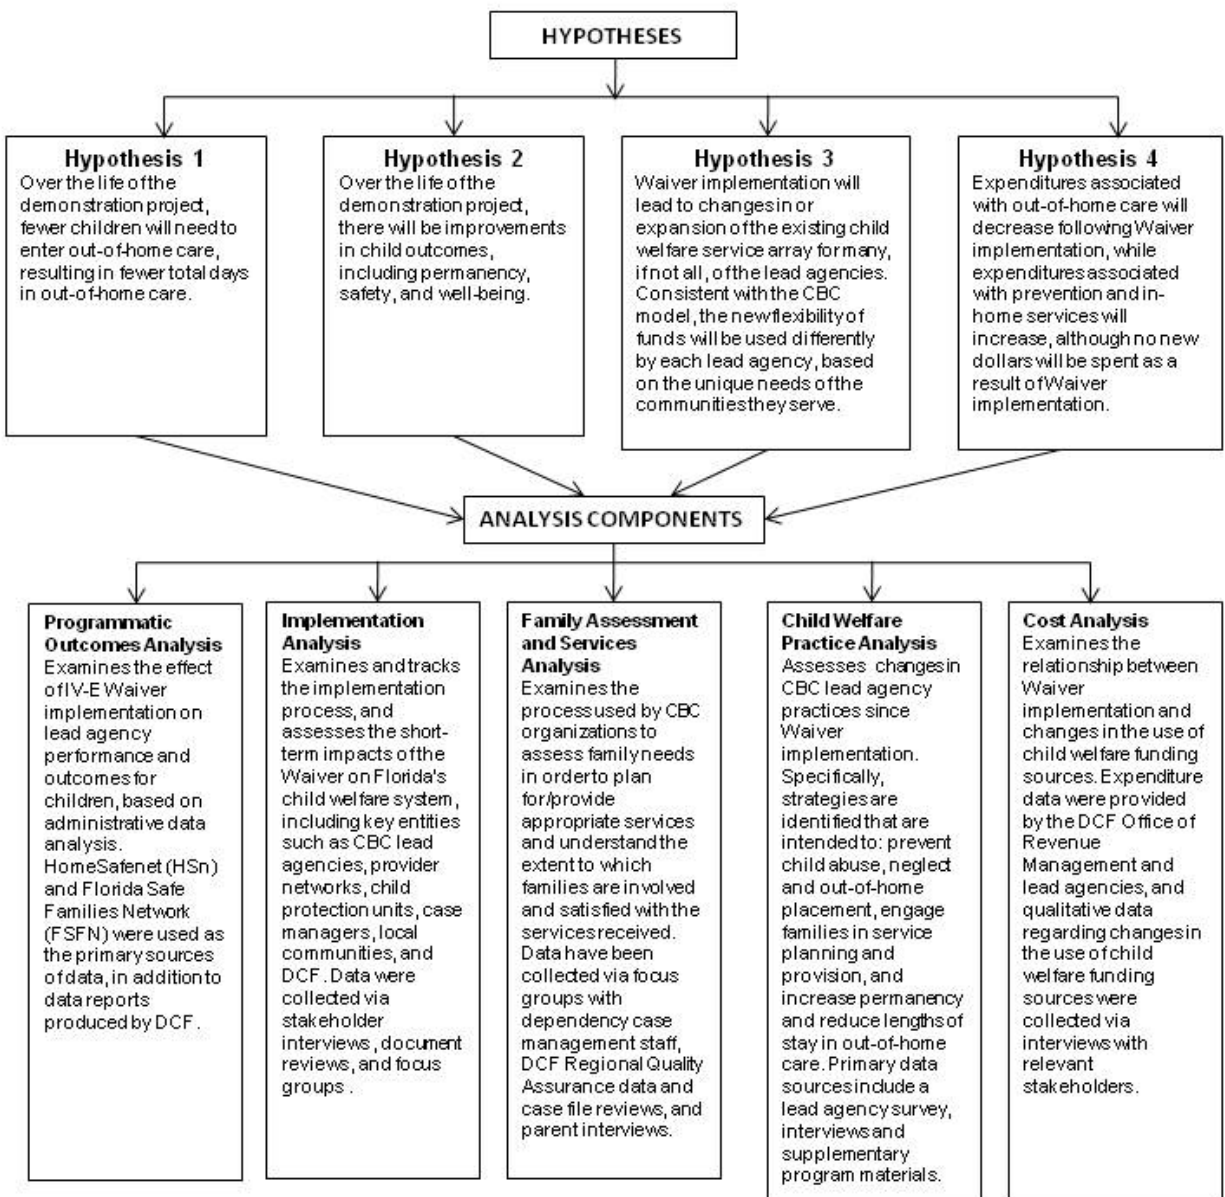 HYPOTHESES
Hypothesis 1
Over the life of the
demonstration project,
fewer children will need to
enter out-of-home care,
resulting in fewer total days
in out-of-home care.
Hypothesis 2
Over the life of the
demonstration project,
there will be improvements
in child outcomes,
including permanency,
safety, and well-being.
Hypothesis 3
Waiver implementation will
lead to changes in or
expansion of the existing child
welfare service array for many,
if not all, of the lead agencies.
Consistent with the CBC
model, the new flexibility of
funds will be used differently
by each lead agency, based
on the unique needs of the
communities they serve.
Hypothesis 4
Expenditures associated
with out-of-home care will
decrease following Waiver
implementation, while
expenditures associated
with prevention and in-
home services will
increase, although no new
dollars will be spent as a
result of Waiver
implementation.
ANALYSIS COMPONENTS
Programmatic
Outcomes Analysis
Examines the effect
of IV-E Waiver
implementation on
lead agency
performance and
outcomes for
children, based on
administrative data
analysis.
HomeSafenet (HSn)
and Florida Safe
Families Network
(FSFN) were used as
the primary sources
of data, in addition to
data reports
produced by DCF.
Implementation
Analysis
Examines and tracks
the implementation
process, and
assesses the short-
term impacts of the
Waiver on Florida's
child welfare system,
including key entities
such as CBC lead
agencies, provider
networks, child
protection units, case
managers, local
communities, and
DCF. Data were
collected via
stakeholder
interviews, document
reviews, and focus
groups.
Family Assessment
and Services
Analysis
Examines the
process used by CBC
organizations to
assess family needs
in order to plan
for/provide
appropriate services
and understand the
extent to which
families are involved
and satisfied with the
services received.
Data have been
collected via focus
groups with
dependency case
management staff,
DCF Regional Quality
Assurance data and
case file reviews, and
parent interviews.
Child Welfare
Practice Analysis
Assesses changes in
CBC lead agency
practices since
Waiver
implementation.
Specifically,
strategies are
identified that are
intended to: prevent
child abuse, neglect
and out-of-home
placement, engage
families in service
planning and
provision, and
increase permanency
and reduce lengths of
stay in out-of-home
care. Primary data
sources include a
lead agency survey,
interviews and
supplementary
program materials.
Cost Analysis
Examines the
relationship between
Waiver
implementation and
changes in the use of
child welfare funding
sources. Expenditure
data were provided
by the DCF Office of
Revenue
Management and
lead agencies, and
qualitative data
regarding changes in
the use of child
welfare funding
sources were
collected via
interviews with
relevant
stakeholders.